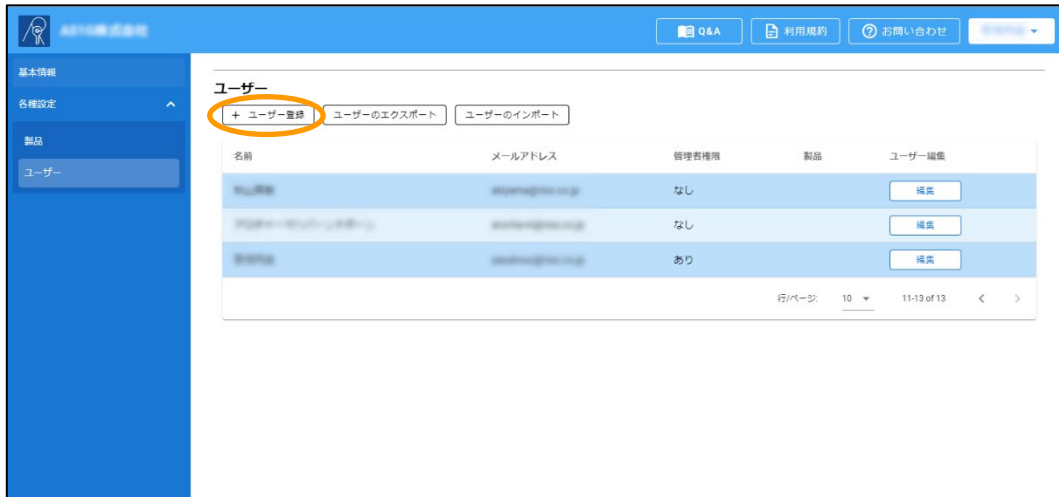 Q&A 利用規約 お問い合わせ
基本情報
各種設定
製品
ユーザー
ユーザー
+ ユーザー登録 ユーザーのエクスポート ユーザーのインポート
名前 メールアドレス 管理者権限 製品 ユーザー編集
なし 編集
なし 編集
あり 編集
行/ページ: 10 11-13 of 13